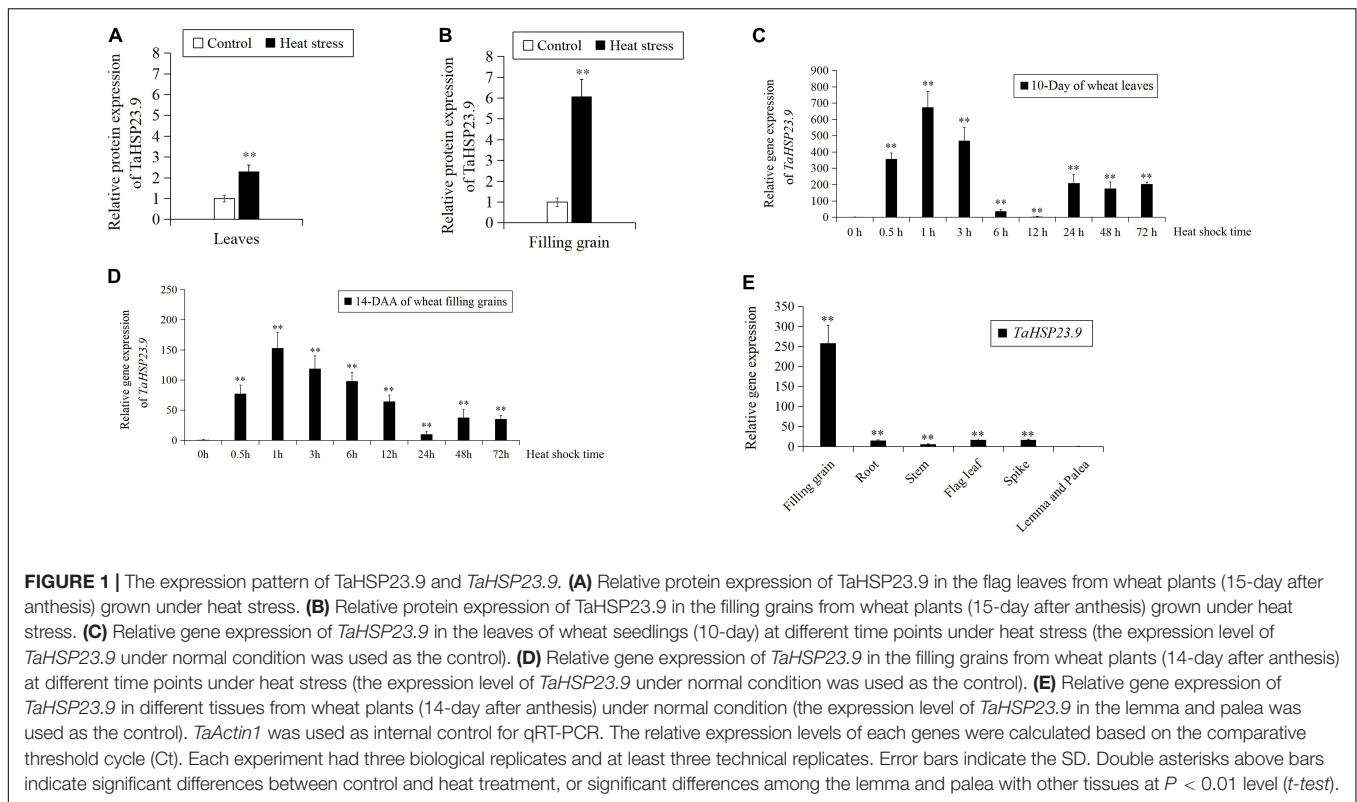 A
Control Heat stress
Relative protein expression
of TaHSP23.9
8
7
6
5
4
3
2
1
0
**
Leaves
B
Control Heat stress
Relative protein expression
of TaHSP23.9
8
7
6
5
4
3
2
1
0
**
Filling grain
C
Relative gene expression
of TaHSP23.9
900
800
700
600
500
400
300
200
100
0
10-Day of wheat leaves
** ** ** ** ** ** ** **
0 h 0.5 h 1 h 3 h 6 h 12 h 24 h 48 h 72 h Heat shock time
D
Relative gene expression
of TaHSP23.9
250
200
150
100
50
0
14-DAA of wheat filling grains
** ** ** ** ** ** ** **
0h 0.5h 1h 3h 6h 12h 24h 48h 72h Heat shock time
E
Relative gene expression
350
300
250
200
150
100
50
0
TaHSP23.9
** ** ** ** **
Filling grain
Root
Stem
Flag leaf
Spike
Lemma and Palea
FIGURE 1 | The expression pattern of TaHSP23.9 and TaHSP23.9. (A) Relative protein expression of TaHSP23.9 in the flag leaves from wheat plants (15-day after
anthesis) grown under heat stress. (B) Relative protein expression of TaHSP23.9 in the filling grains from wheat plants (15-day after anthesis) grown under heat
stress. (C) Relative gene expression of TaHSP23.9 in the leaves of wheat seedlings (10-day) at different time points under heat stress (the expression level of
TaHSP23.9 under normal condition was used as the control). (D) Relative gene expression of TaHSP23.9 in the filling grains from wheat plants (14-day after anthesis)
at different time points under heat stress (the expression level of TaHSP23.9 under normal condition was used as the control). (E) Relative gene expression of
TaHSP23.9 in different tissues from wheat plants (14-day after anthesis) under normal condition (the expression level of TaHSP23.9 in the lemma and palea was
used as the control). TaActin1 was used as internal control for qRT-PCR. The relative expression levels of each genes were calculated based on the comparative
threshold cycle (Ct). Each experiment had three biological replicates and at least three technical replicates. Error bars indicate the SD. Double asterisks above bars
indicate significant differences between control and heat treatment, or significant differences among the lemma and palea with other tissues at P < 0.01 level (t-test).